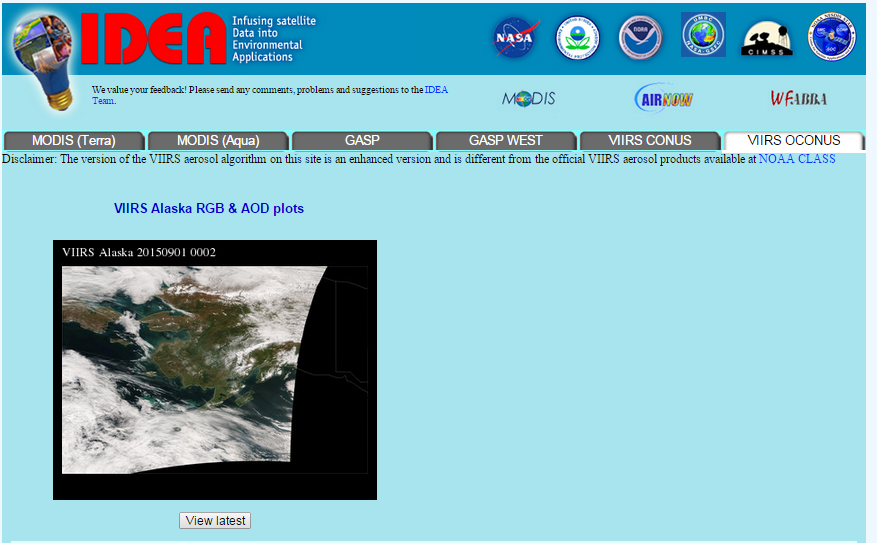 IDEA
Infusing satellite
Data into
Environmental
Applications
NASA
NOAA
UMBC
NASA-GSFC
CIMSS
We value your feedback! Please send any comments, problems and suggestions to the IDEA
Team.
MODIS
AIRNOW
WFABBA
MODIS (Terra)
MODIS (Aqua)
GASP
GASP WEST
VIIRS CONUS
VIIRS OCONUS
Disclaimer: The version of the VIIRS aerosol algorithm on this site is an enhanced version and is different from the official VIIRS aerosol products available at NOAA CLASS
VIIRS Alaska RGB & AOD plots
VIIRS Alaska 20150901 0002
View latest